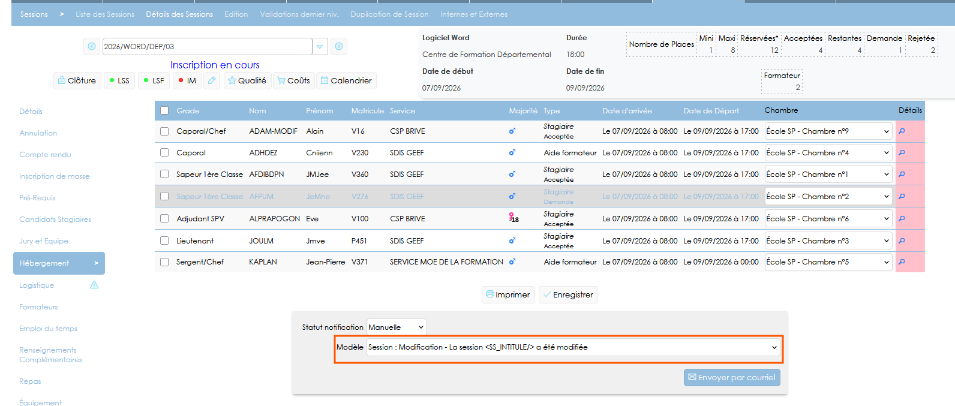 Sessions > Liste des Sessions Détails des Sessions Edition Validations dernier niv. Duplication de Session Internes et Externes
2026/WORD/DEP/03
Inscription en cours
Clôture LSS LSF IM Qualité Coûts Calendrier
Logiciel Word Durée
Centre de Formation Départemental 18:00
Date de début Date de fin
07/09/2026 09/09/2026
Nombre de Places Mini Maxi Réservées* Acceptées Restantes Demande Rejetée
1 8 12 4 4 1 2
Formateur
2
Détails
Annulation
Compte rendu
Inscription de masse
Pré-Requis
Candidats Stagiaires
Jury et Equipe
Hébergement >
Logistique
Formateurs
Emploi du temps
Renseignements
Complémentaires
Repas
Équipement
Grade Nom Prénom Matricule Service Majorité Type Date d'arrivée Date de Départ Chambre Détails
Caporal/Chef ADAM-MODIF Alain V16 CSP BRIVE Stagiaire Acceptée Le 07/09/2026 à 08:00 Le 09/09/2026 à 17:00 École SP - Chambre n°9
Caporal ADHDEZ Cniienn V230 SDIS GEEF Aide formateur Le 07/09/2026 à 08:00 Le 09/09/2026 à 17:00 École SP - Chambre n°4
Sapeur 1ère Classe AFDIBDPN JMJee V360 SDIS GEEF Stagiaire Acceptée Le 07/09/2026 à 08:00 Le 09/09/2026 à 17:00 École SP - Chambre n°1
Sapeur 1ère Classe V276 SDIS GEEF Stagiaire Demande Le 07/09/2026 à 08:00 Le 09/09/2026 à 17:00 École SP - Chambre n°2
Adjudant SPV ALPRAPOGON Eve V100 CSP BRIVE 18 Stagiaire Acceptée Le 07/09/2026 à 08:00 Le 09/09/2026 à 17:00 École SP - Chambre n°6
Lieutenant JOULM Jmve P451 SDIS GEEF Stagiaire Acceptée Le 07/09/2026 à 08:00 Le 09/09/2026 à 17:00 École SP - Chambre n°3
Sergent/Chef KAPLAN Jean-Pierre V371 SERVICE MOE DE LA FORMATION Aide formateur Le 07/09/2026 à 08:00 Le 09/09/2026 à 00:00 École SP - Chambre n°5
Imprimer Enregistrer
Statut notification Manuelle
Modèle Session : Modification - La session <SS_INTITULE/> a été modifiée
Envoyer par courriel